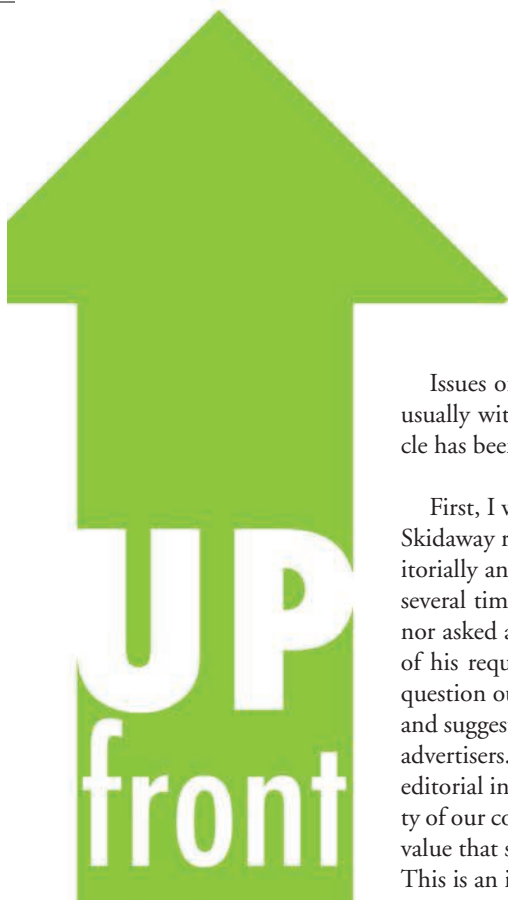 UP
front
Issues o
usually wit
cle has been
First, I w
Skidaway r
itorially an
several tim
nor asked a
of his requ
question ou
and sugges
advertisers.
editorial in
ty of our co
value that s
This is an i